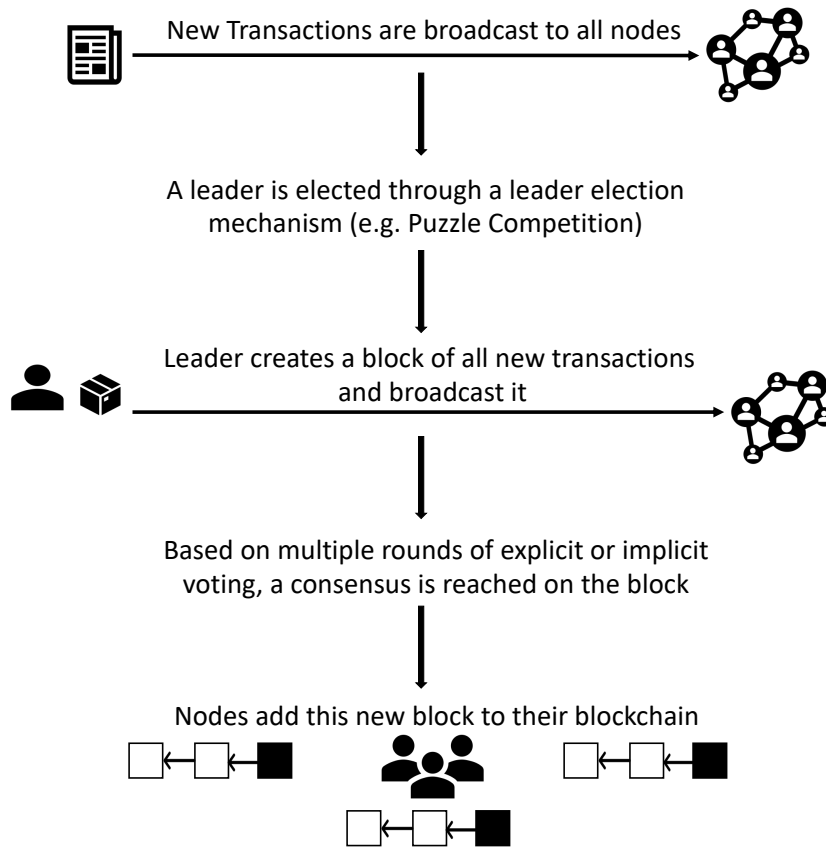 New Transactions are broadcast to all nodes
A leader is elected through a leader election
mechanism (e.g. Puzzle Competition)
Leader creates a block of all new transactions
and broadcast it
Based on multiple rounds of explicit or implicit
voting, a consensus is reached on the block
Nodes add this new block to their blockchain